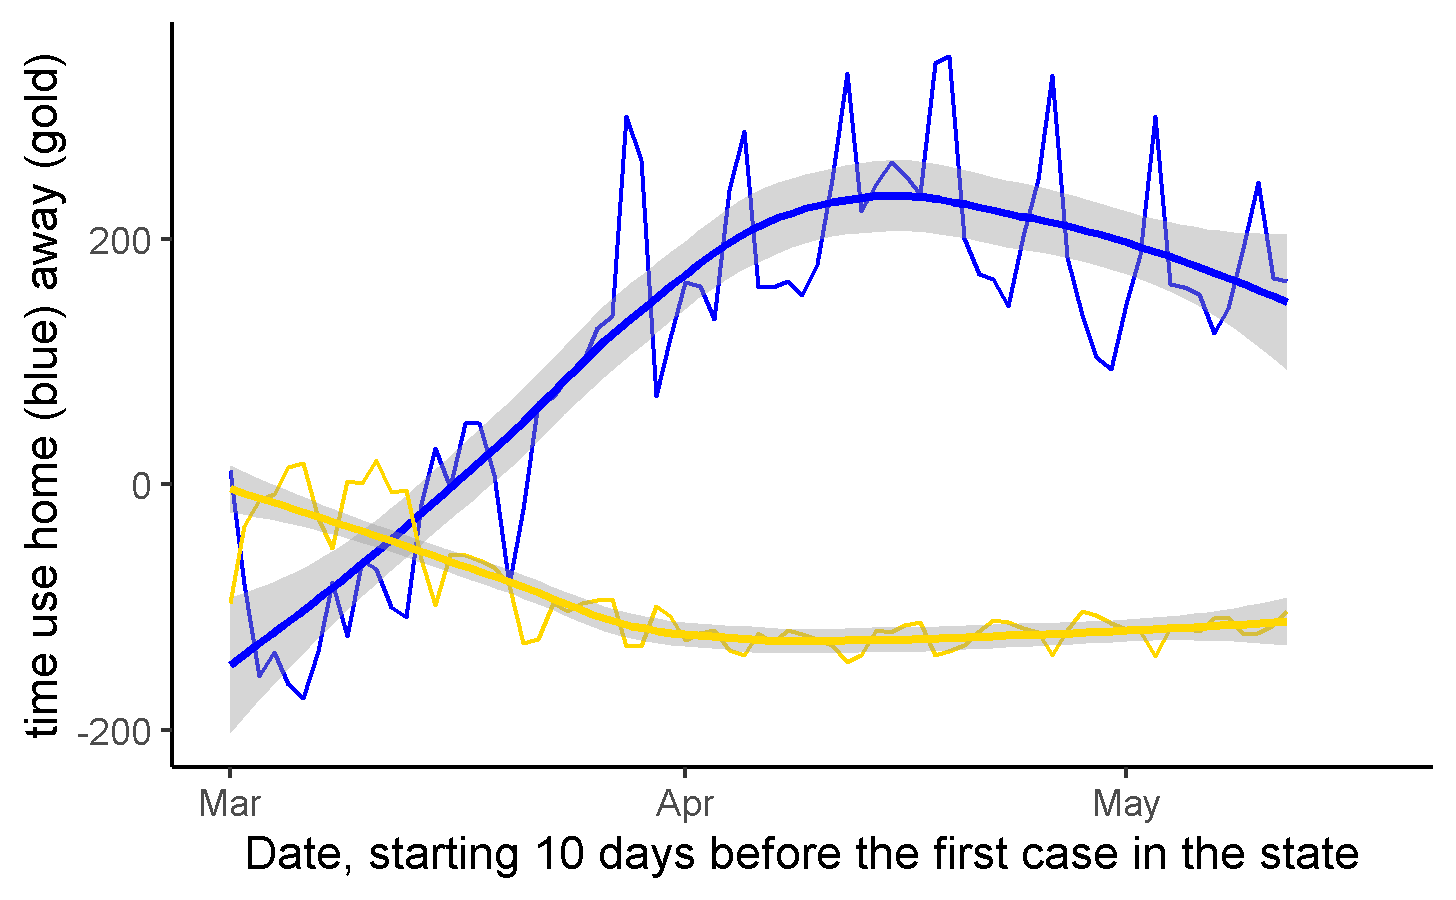 time use home (blue) away (gold)
200
0
-200
Mar
Apr
May
Date, starting 10 days before the first case in the state